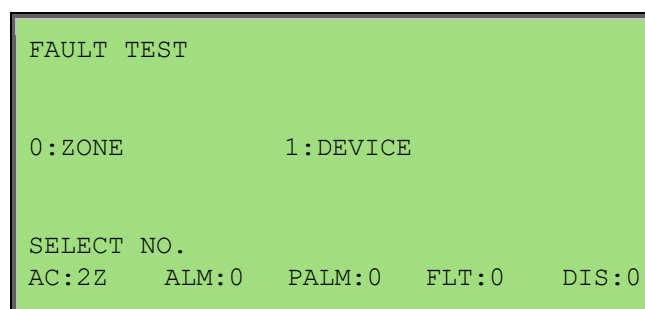 FAULT TEST
0:ZONE 1:DEVICE
SELECT NO.
AC:2Z ALM:0 PALM:0 FLT:0 DIS:0